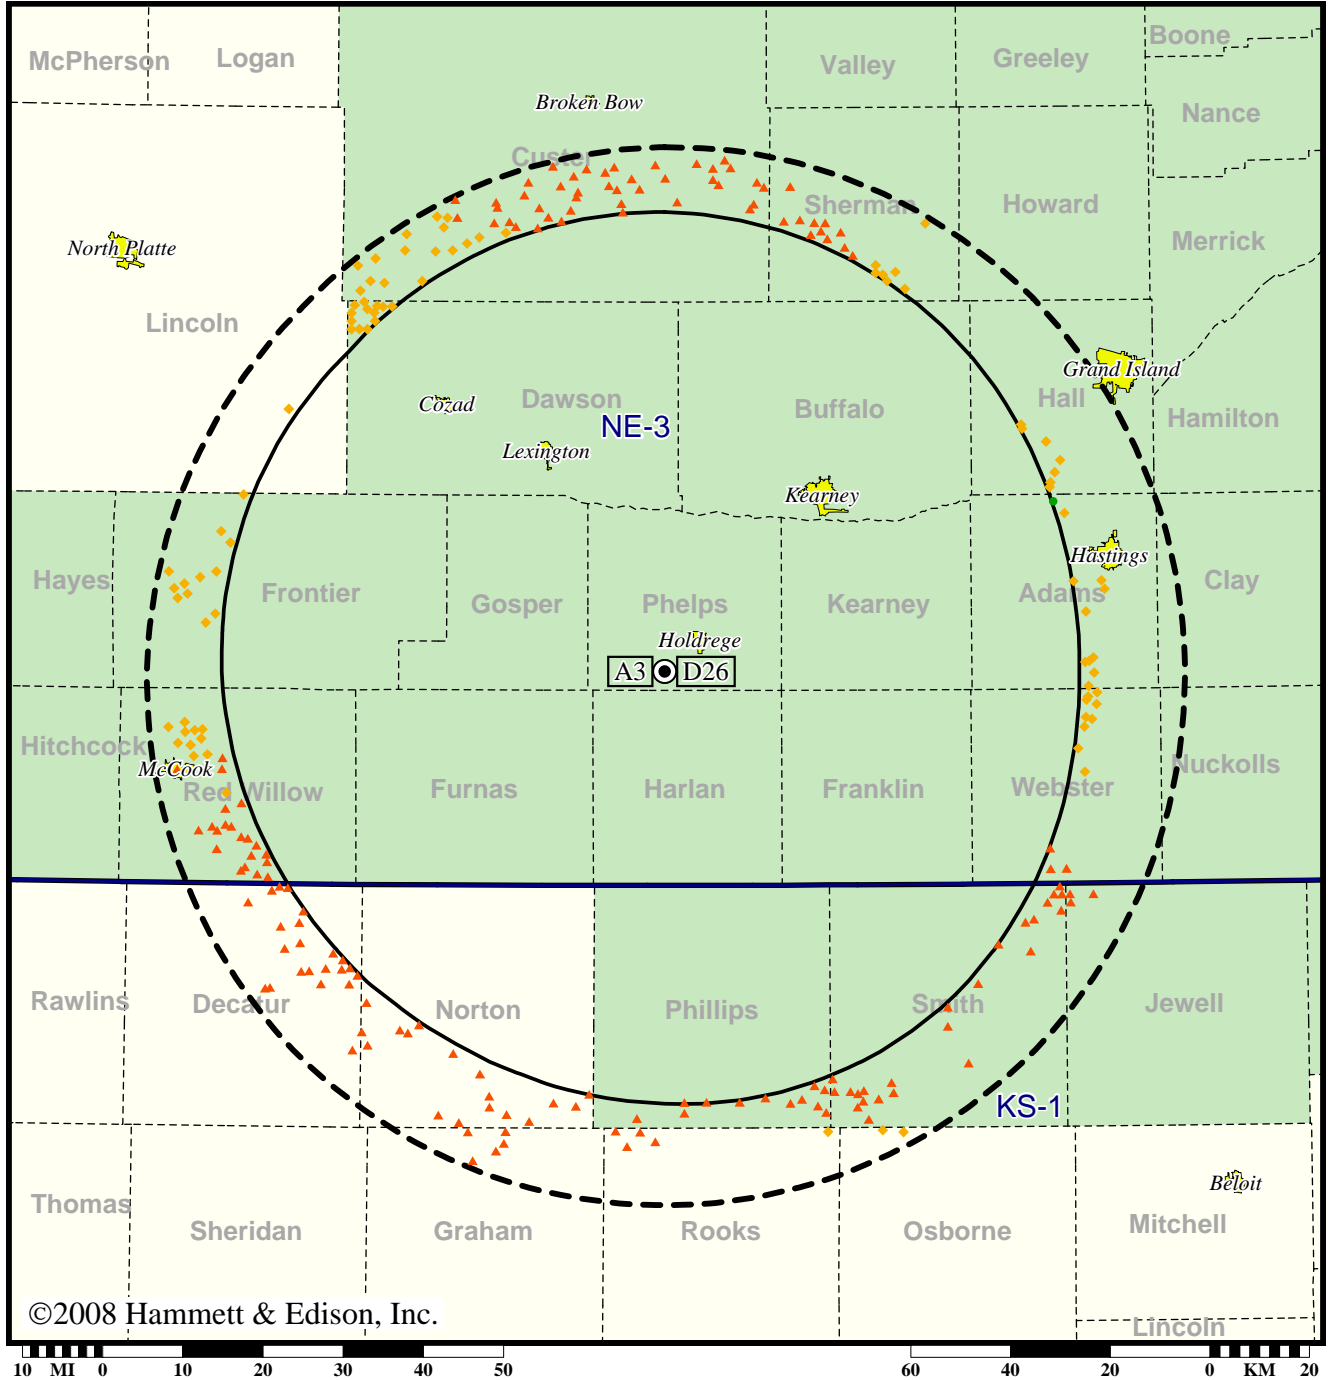 McPherson
Logan
Valley
Greeley
Boone
Broken Bow
Nance
Custer
Sherman
Howard
Merrick
North Platte
Lincoln
Grand Island
Cozad
Dawson
Buffalo
Hall
Hamilton
NE-3
Lexington
Kearney
Hastings
Hayes
Frontier
Gosper
Phelps
Kearney
Adams
Clay
Holdrege
A3
D26
Hitchcock
McCook
Red Willow
Furnas
Harlan
Franklin
Webster
Nuckolls
Rawlins
Decatur
Norton
Phillips
Smith
Jewell
KS-1
Thomas
Sheridan
Graham
Rooks
Osborne
Beloit
Mitchell
©2008 Hammett & Edison, Inc.
Lincoln
10 MI 0 10 20 30 40 50
60 40 20 0 KM 20